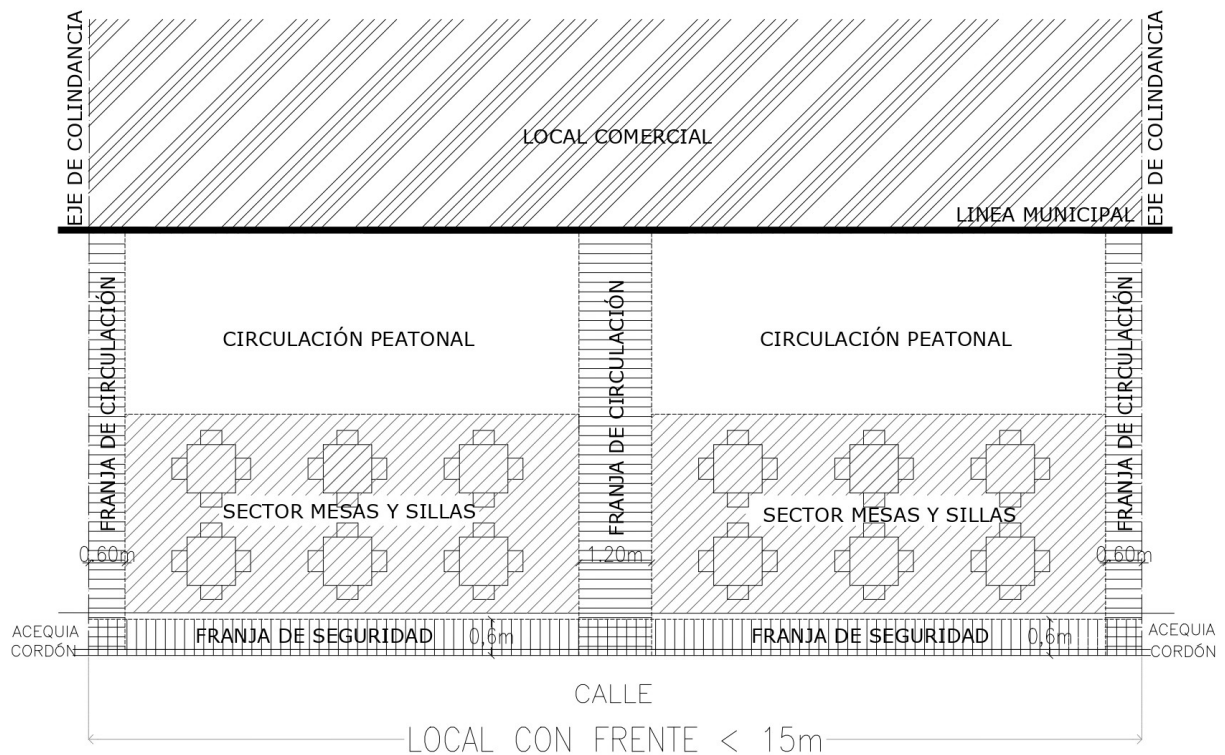 EJE DE COLINDANCIA
EJE DE COLINDANCIA
LOCAL COMERCIAL
LINEA MUNICIPAL
FRANJA DE CIRCULACIÓN
CIRCULACIÓN PEATONAL
FRANJA DE CIRCULACIÓN
CIRCULACIÓN PEATONAL
FRANJA DE CIRCULACIÓN
SECTOR MESAS Y SILLAS
SECTOR MESAS Y SILLAS
0,60m
1.20m
0,60m
ACEQUIA
CORDÓN
FRANJA DE SEGURIDAD
0,6m
FRANJA DE SEGURIDAD
0,6m
ACEQUIA
CORDÓN
CALLE
LOCAL CON FRENTE < 15m